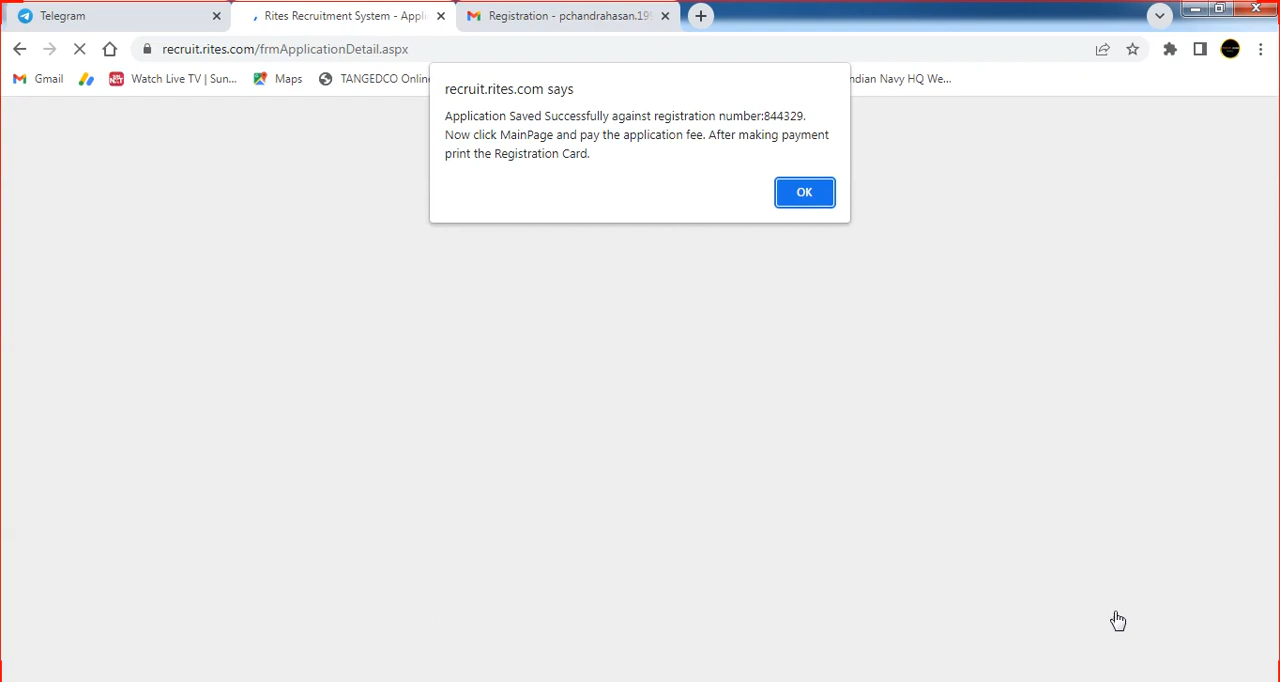 Telegram
Rites Recruitment System - Appli
Registration - pchandrahasan.199
recruit.rites.com/frmApplicationDetail.aspx
Gmail
Watch Live TV | Sun...
Maps
TANGEDCO Onlin
ndian Navy HQ We...
recruit.rites.com says
Application Saved Successfully against registration number:844329.
Now click MainPage and pay the application fee. After making payment
print the Registration Card.
OK